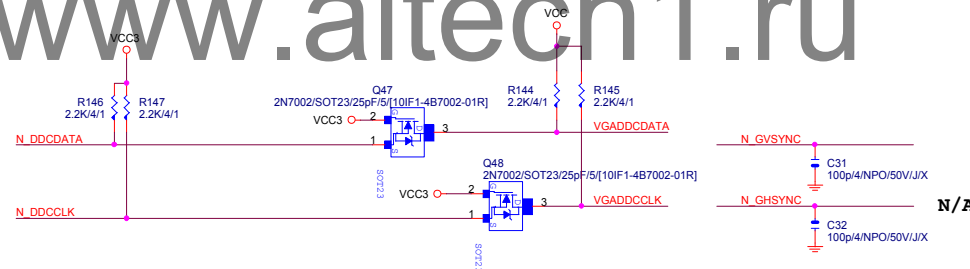 www.altech1.ru
VCC3
VCC
R146
2.2K/4/1
R147
2.2K/4/1
Q47
2N7002/SOT23/25pF/5/[10IF1-4B7002-01R]
VCC3
2
G
D
S
1
3
SOT23
R144
2.2K/4/1
R145
2.2K/4/1
N_DDCDATA
VGADDCDATA
Q48
2N7002/SOT23/25pF/5/[10IF1-4B7002-01R]
VCC3
2
G
D
S
1
3
N_DDCCLK
VGADDCCLK
N_GVSYNC
C31
100p/4/NPO/50V/J/X
N_GHSYNC
C32
100p/4/NPO/50V/J/X